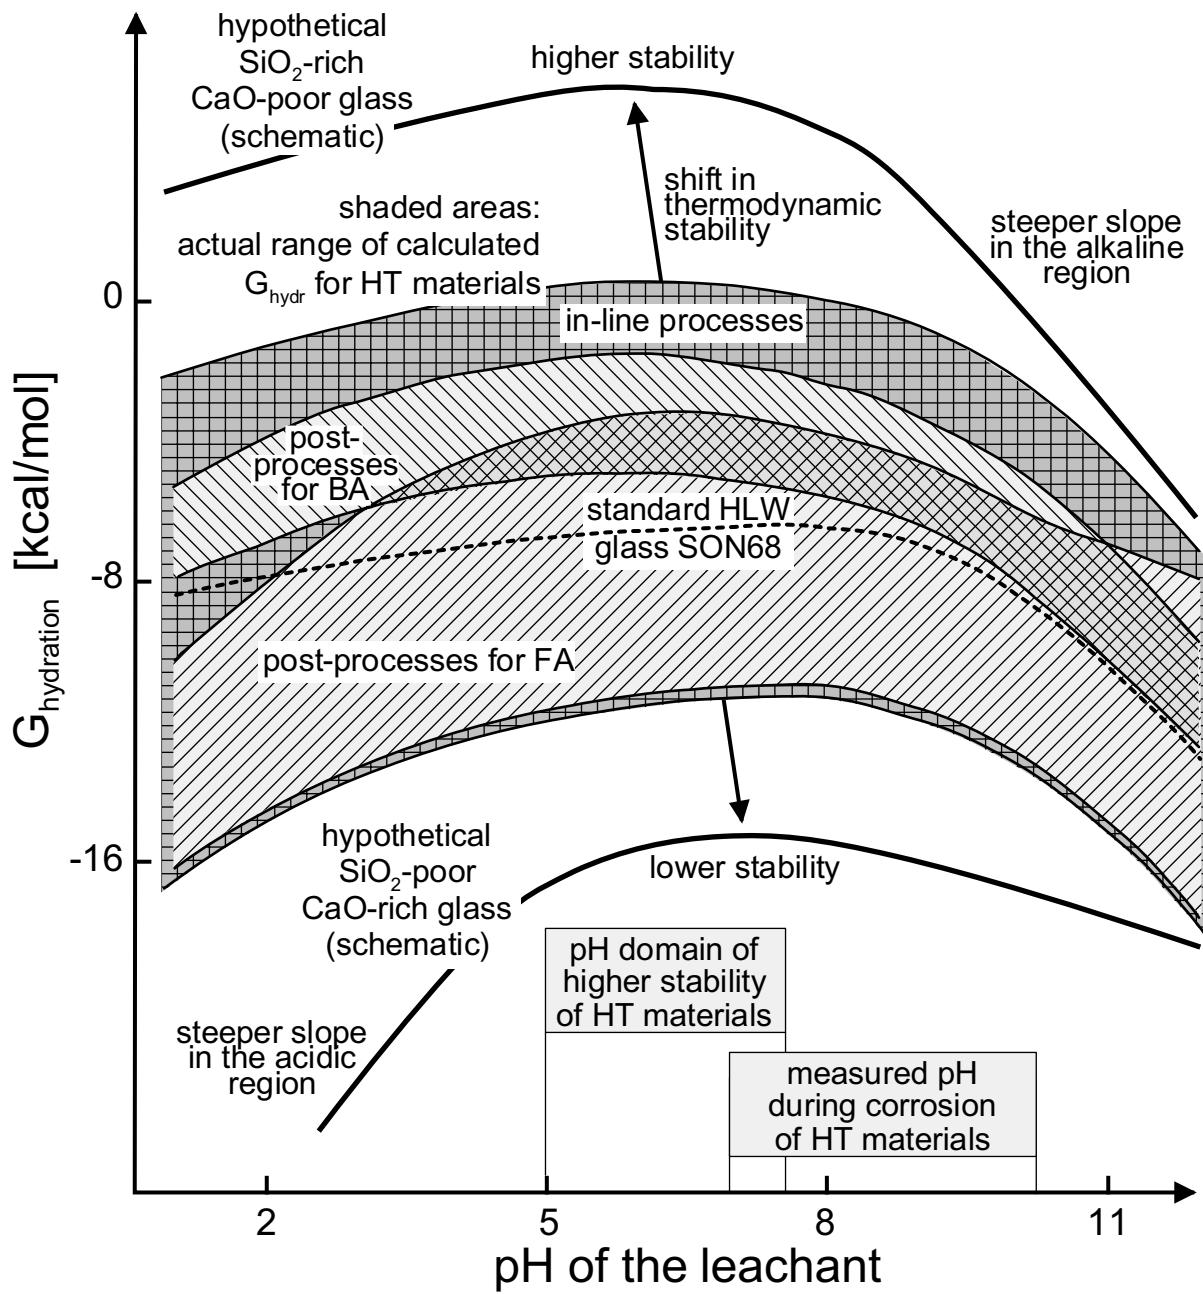 hypothetical
SiO₂-rich
CaO-poor glass
(schematic)
higher stability
shift in
thermodynamic
stability
steeper slope
in the alkaline
region
shaded areas:
actual range of calculated
G_hydr for HT materials
in-line processes
post-
processes
for BA
standard HLW
glass SON68
post-processes for FA
hypothetical
SiO₂-poor
CaO-rich glass
(schematic)
lower stability
steeper slope
in the acidic
region
pH domain of
higher stability
of HT materials
measured pH
during corrosion
of HT materials
0
-8
-16
G_hydration [kcal/mol]
2 5 8 11
pH of the leachant